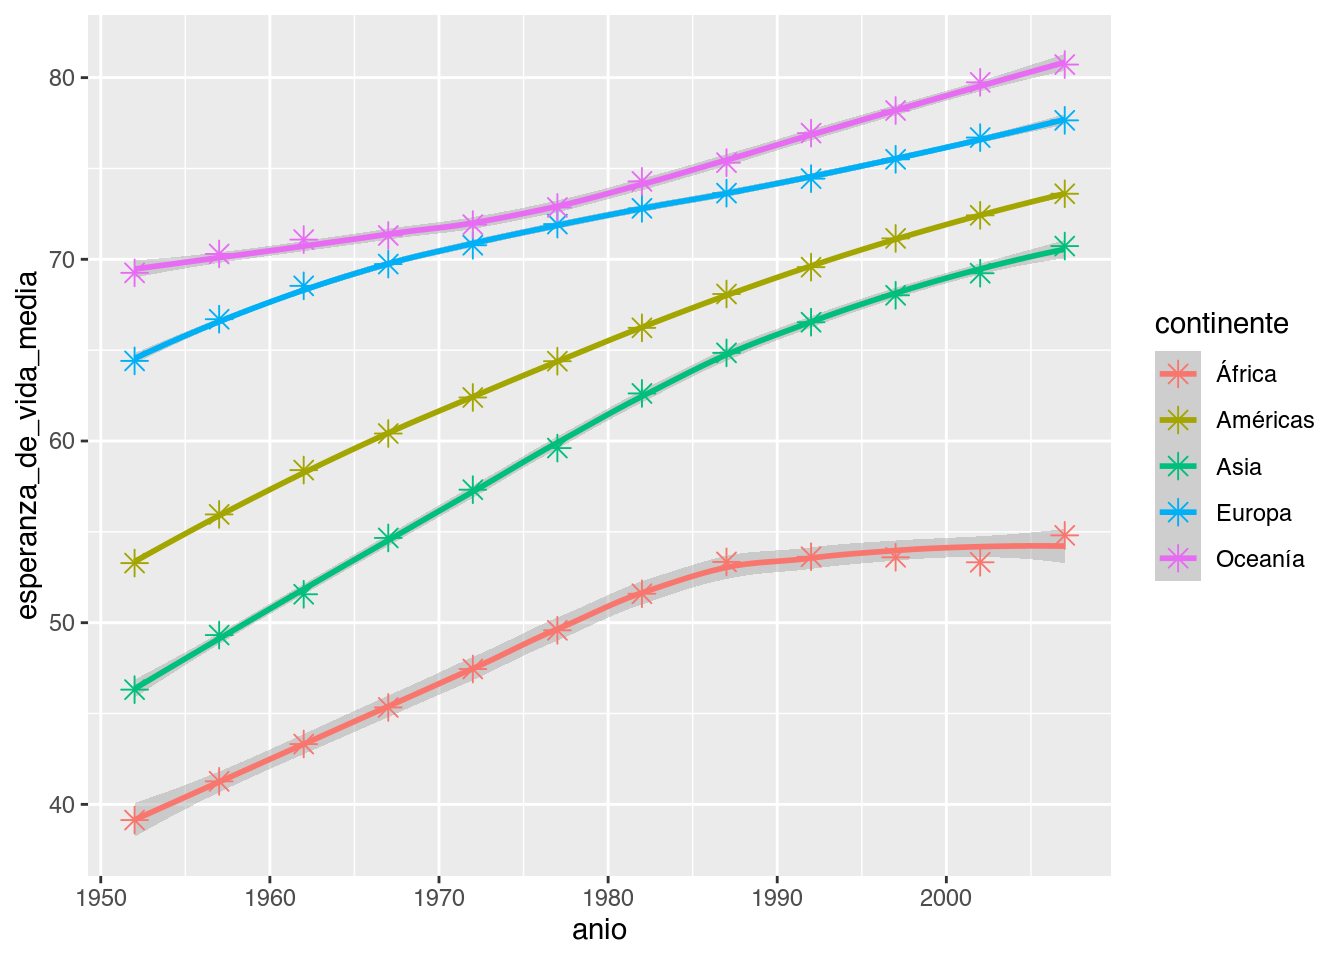 80
70
60
50
40
esperanza_de_vida_media
1950 1960 1970 1980 1990 2000
anio
continente
África
Américas
Asia
Europa
Oceanía